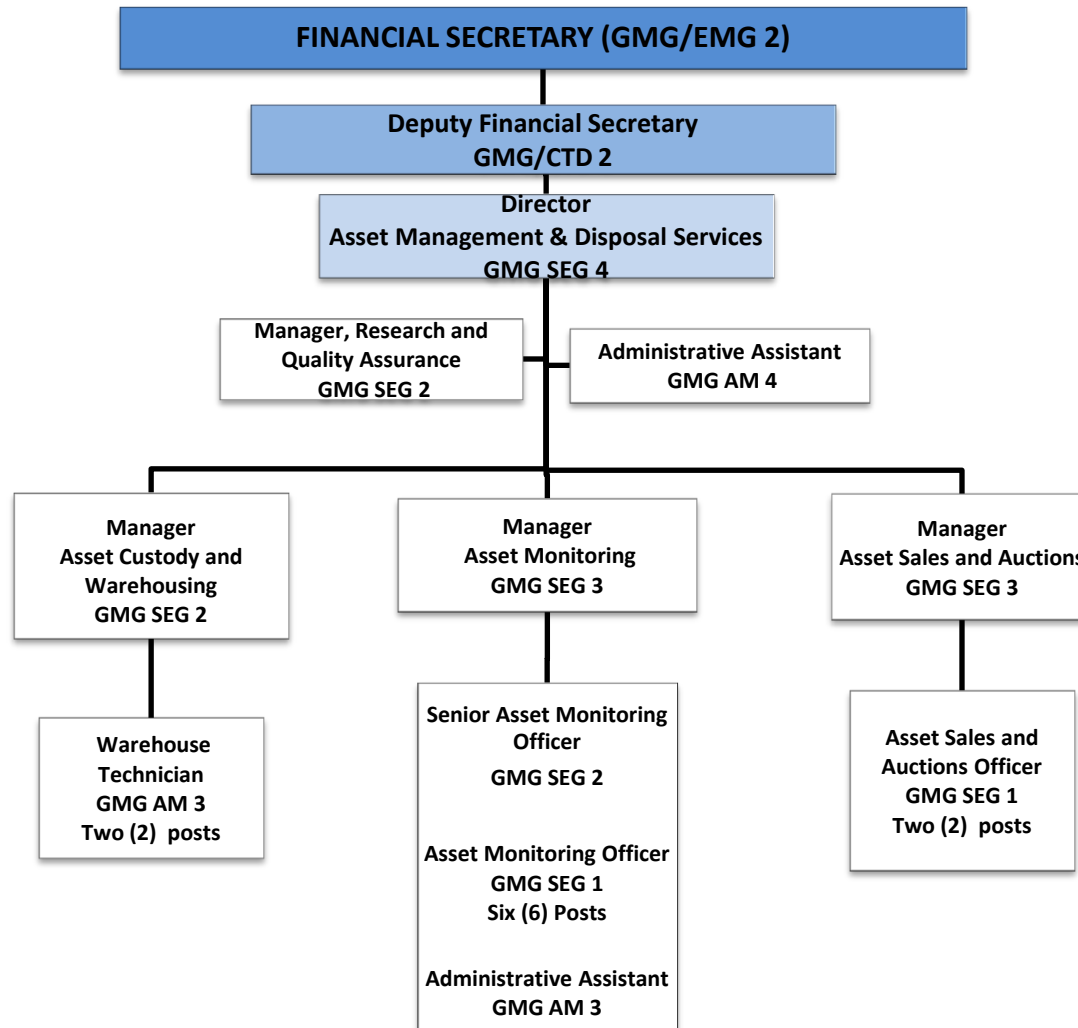 FINANCIAL SECRETARY (GMG/EMG 2)
Deputy Financial Secretary
GMG/CTD 2
Director
Asset Management & Disposal Services
GMG SEG 4
Manager, Research and
Quality Assurance
GMG SEG 2
Administrative Assistant
GMG AM 4
Manager
Asset Custody and
Warehousing
GMG SEG 2
Manager
Asset Monitoring
GMG SEG 3
Manager
Asset Sales and Auctions
GMG SEG 3
Warehouse
Technician
GMG AM 3
Two (2) posts
Senior Asset Monitoring
Officer
GMG SEG 2
Asset Monitoring Officer
GMG SEG 1
Six (6) Posts
Administrative Assistant
GMG AM 3
Asset Sales and
Auctions Officer
GMG SEG 1
Two (2) posts